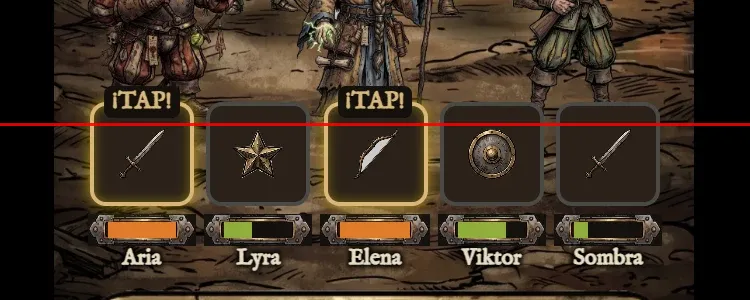 ¡TAP!
¡TAP!
Aria
Lyra
Elena
Viktor
Sombra